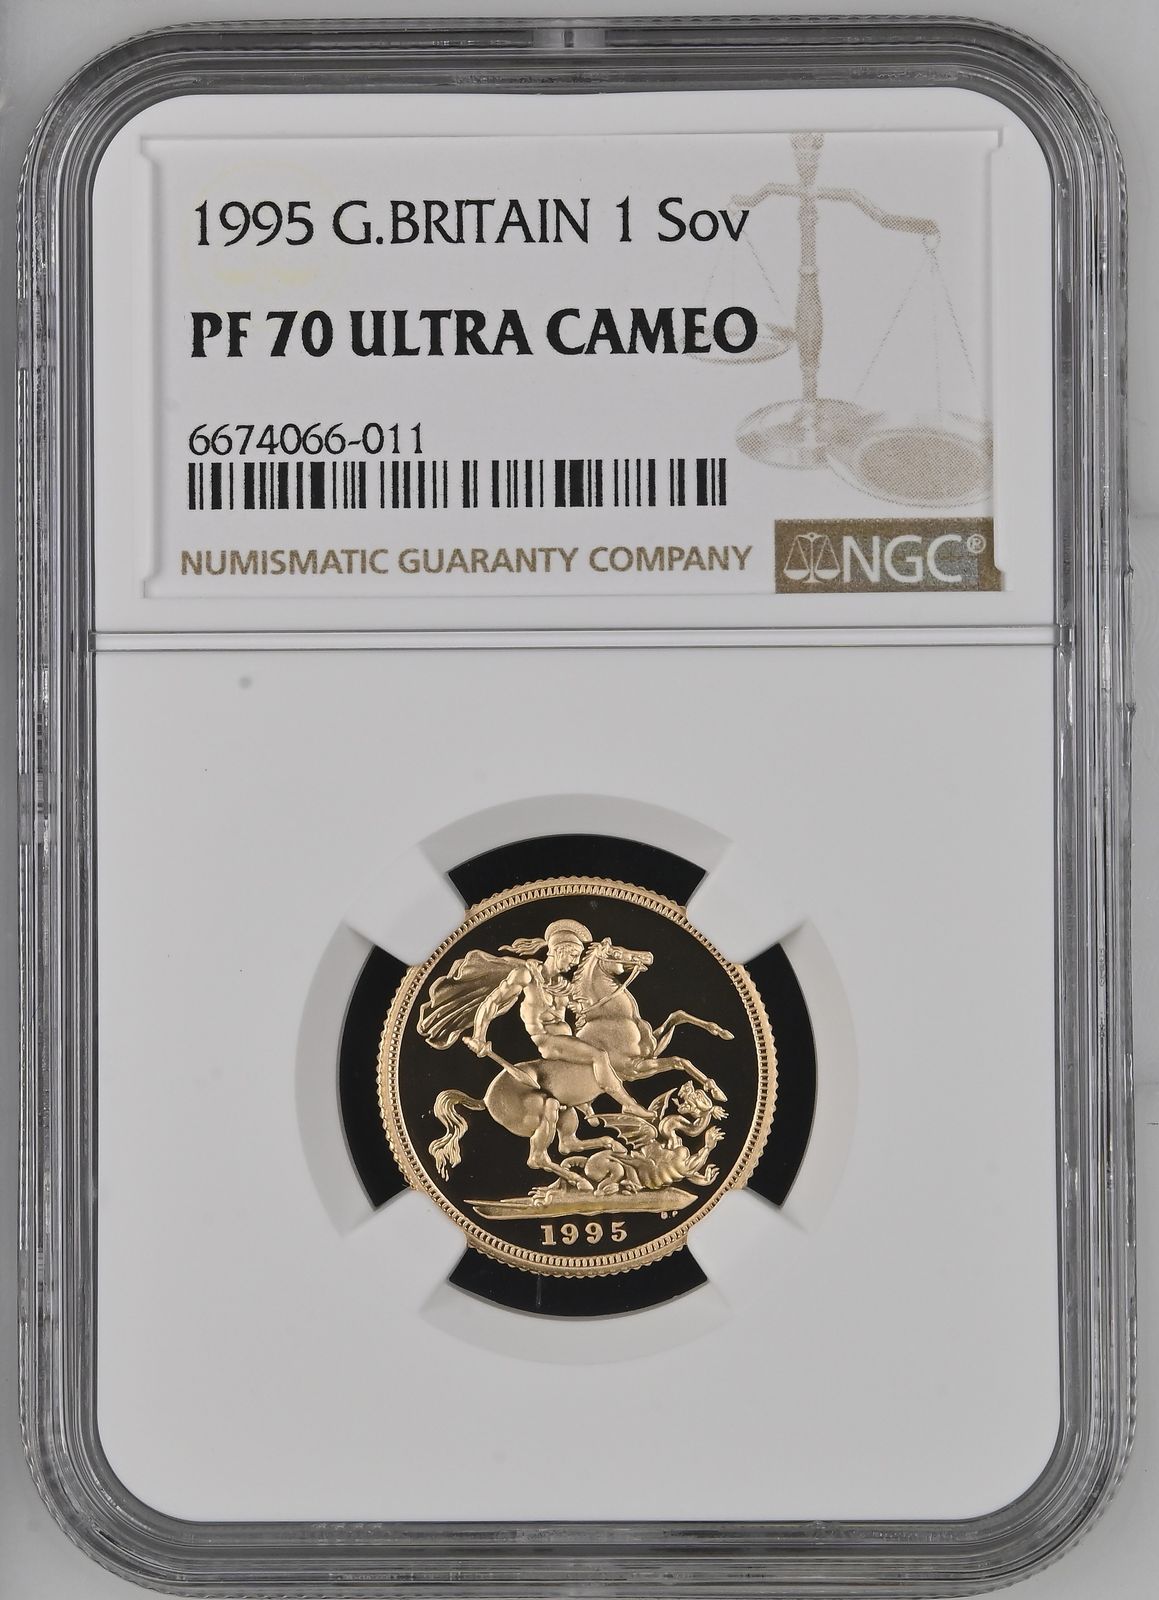 1995 G.BRITAIN 1 Sov
PF 70 ULTRA CAMEO
6674066-011
NUMISMATIC GUARANTY COMPANY
NGC®
1995